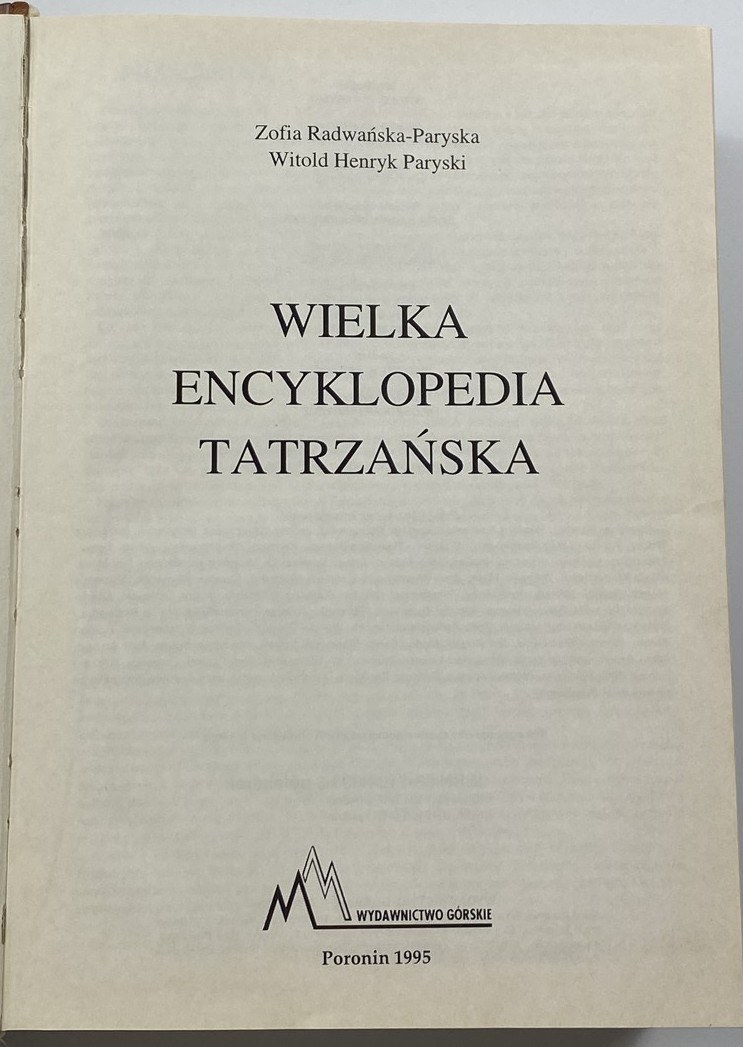 Zofia Radwańska-Paryska
Witold Henryk Paryski
WIELKA
ENCYKLOPEDIA
TATRZAŃSKA
WYDAWNICTWO GÓRSKIE
Poronin 1995